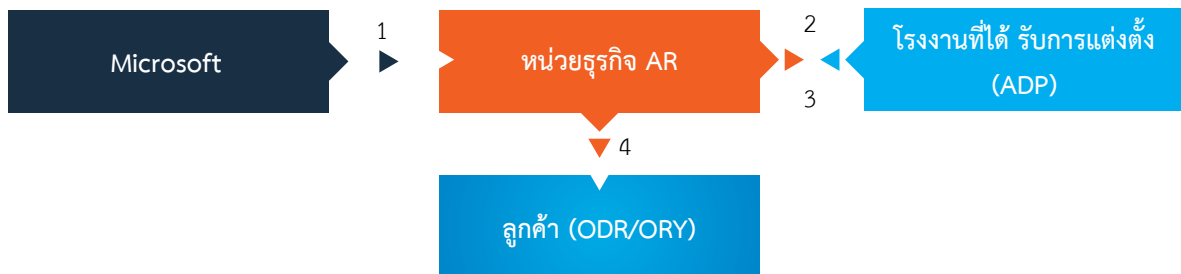 Microsoft
1
หน่วยธุรกิจ AR
2
3
โรงงานที่ได้ รับการแต่งตั้ง
(ADP)
4
ลูกค้า (ODR/ORY)